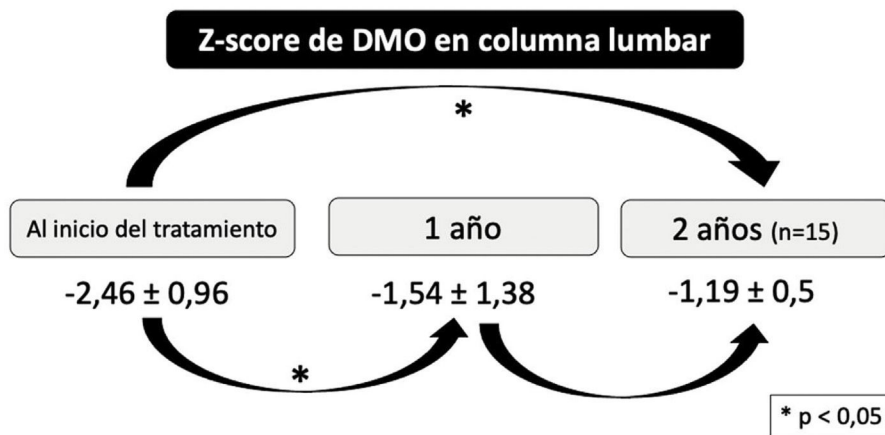 Z-score de DMO en columna lumbar
*
Al inicio del tratamiento
1 año
2 años (n=15)
-2,46 ± 0,96
-1,54 ± 1,38
-1,19 ± 0,5
*
* p < 0,05